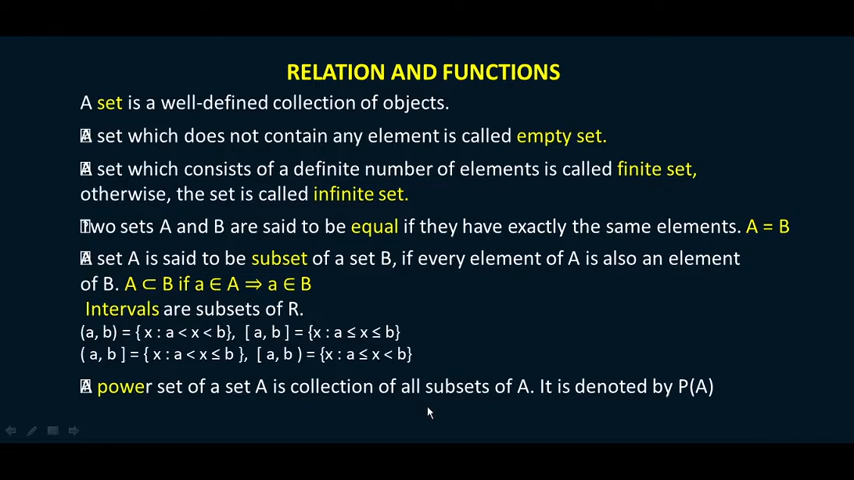 RELATION AND FUNCTIONS
A set is a well-defined collection of objects.
A set which does not contain any element is called empty set.
A set which consists of a definite number of elements is called finite set,
otherwise, the set is called infinite set.
Two sets A and B are said to be equal if they have exactly the same elements. A = B
A set A is said to be subset of a set B, if every element of A is also an element
of B. A ⊂ B if a ∈ A ⇒ a ∈ B
Intervals are subsets of R.
(a, b) = { x : a < x < b}, [ a, b ] = {x : a ≤ x ≤ b}
( a, b ] = { x : a < x ≤ b }, [ a, b ) = {x : a ≤ x < b}
A power set of a set A is collection of all subsets of A. It is denoted by P(A)